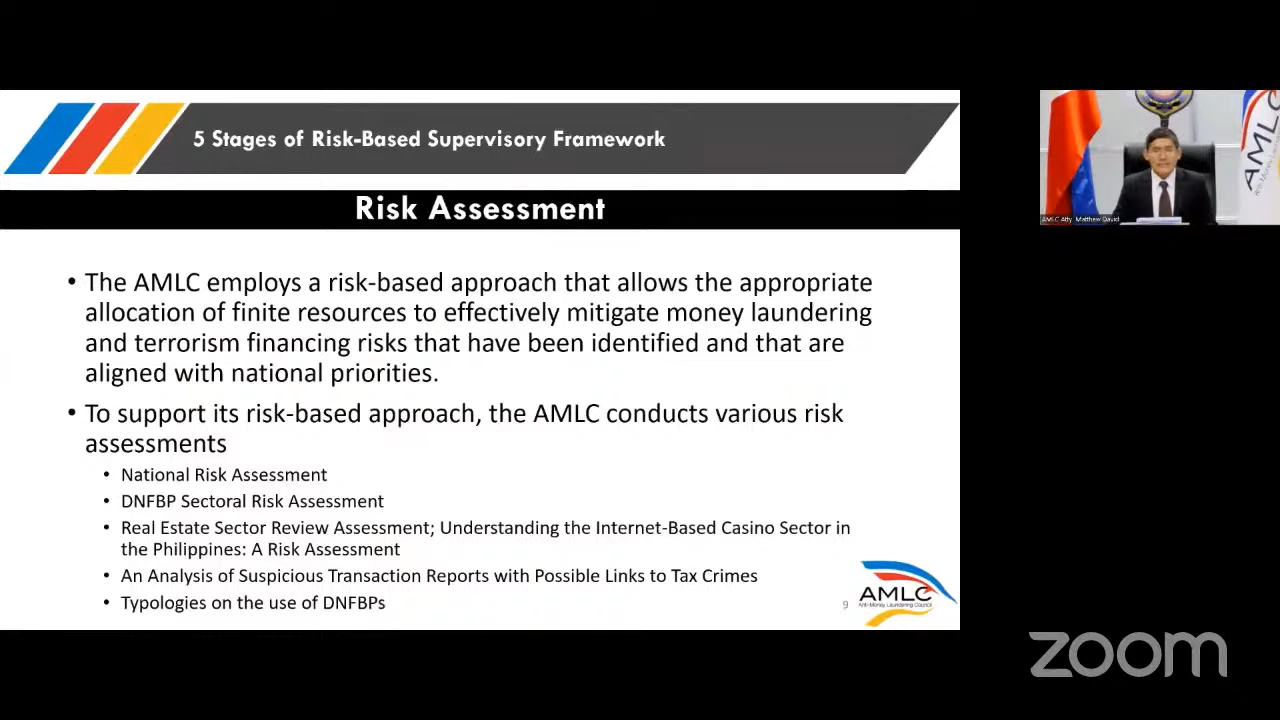 5 Stages of Risk-Based Supervisory Framework
Risk Assessment
• The AMLC employs a risk-based approach that allows the appropriate
allocation of finite resources to effectively mitigate money laundering
and terrorism financing risks that have been identified and that are
aligned with national priorities.
• To support its risk-based approach, the AMLC conducts various risk
assessments
• National Risk Assessment
• DNFBP Sectoral Risk Assessment
• Real Estate Sector Review Assessment; Understanding the Internet-Based Casino Sector in
the Philippines: A Risk Assessment
• An Analysis of Suspicious Transaction Reports with Possible Links to Tax Crimes
• Typologies on the use of DNFBPs
9
AMLC
Anti-Money Laundering Council
AMLC
AMLC Atty. Matthew David
zoom